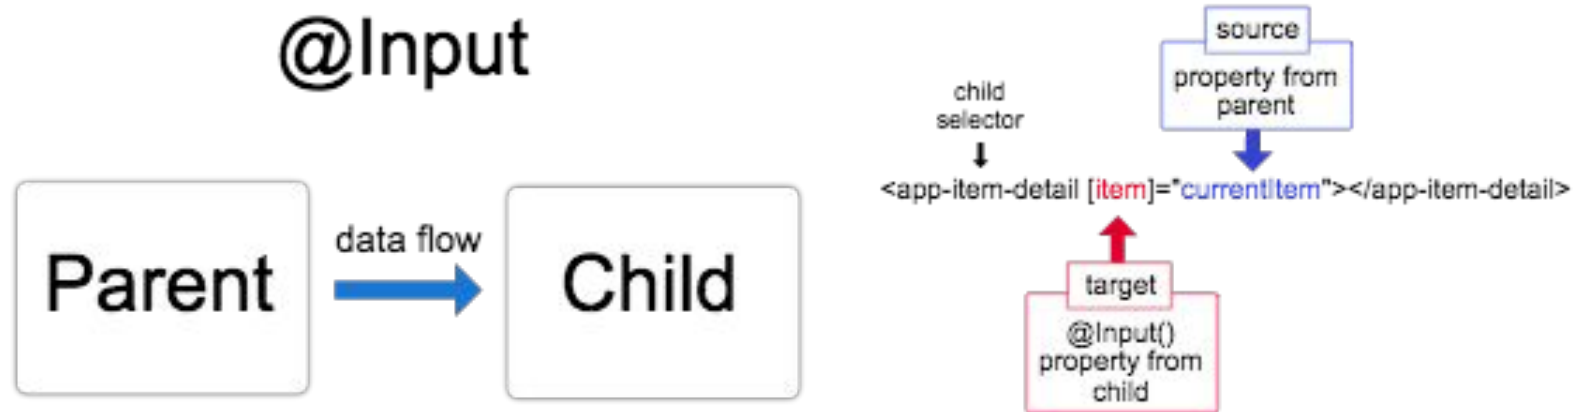 @Input
Parent
data flow
Child
source
property from
parent
child
selector
<app-item-detail [item]="currentItem"></app-item-detail>
target
@Input()
property from
child